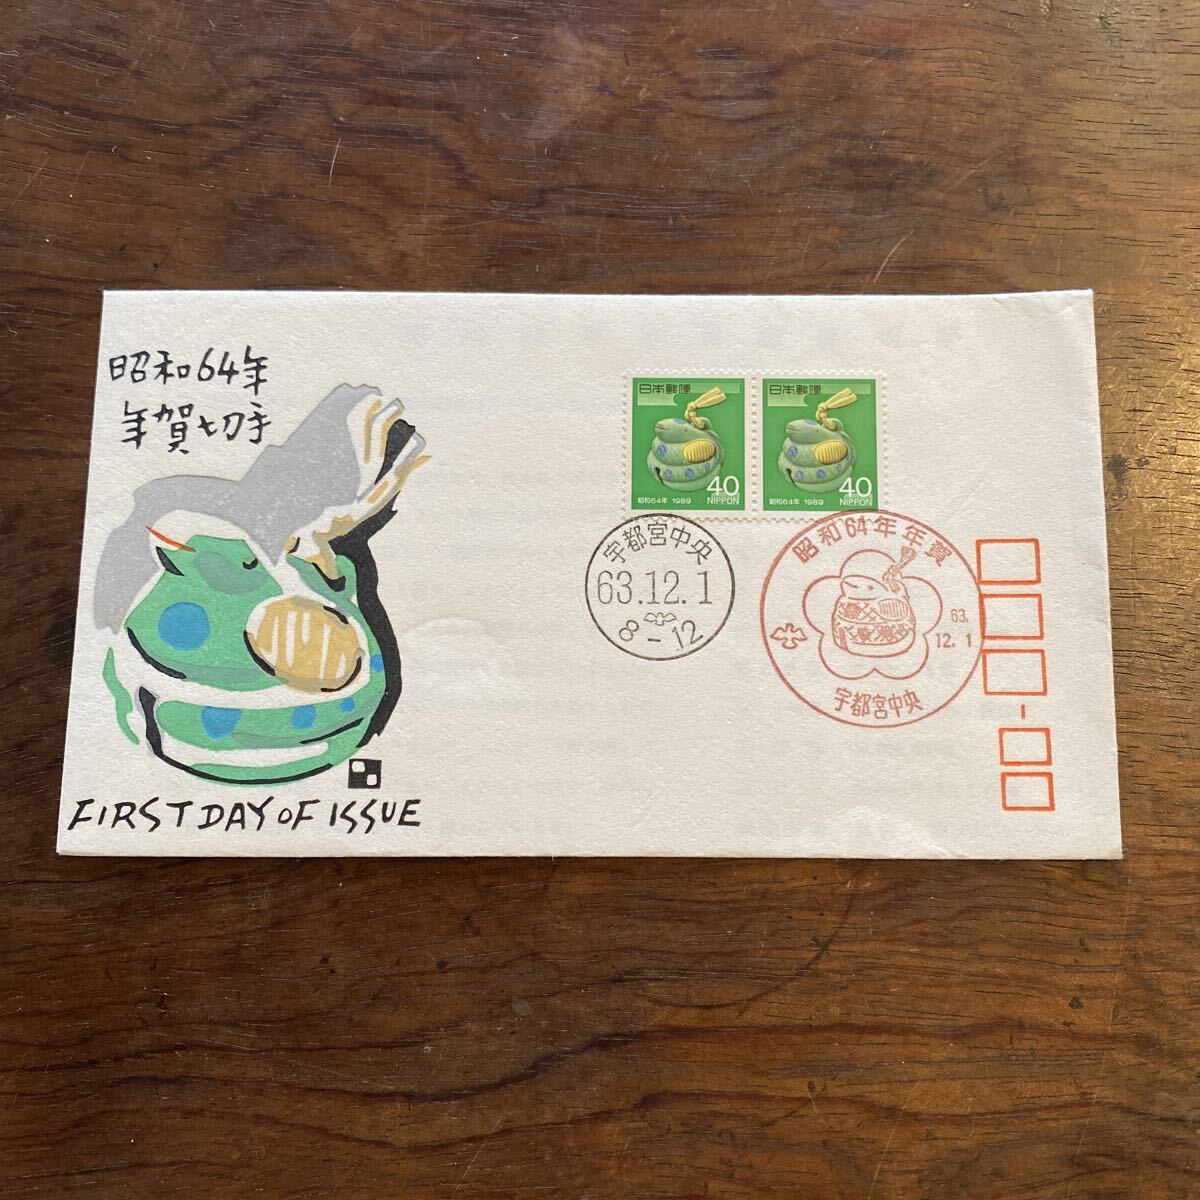 昭和64年
年賀切手
FIRST DAY OF ISSUE
日本郵便
40
NIPPON
昭和64年 1989
日本郵便
40
NIPPON
昭和64年 1989
宇都宮中央
63.12.1
8-12
昭和64年年賀
63.
12.1
宇都宮中央